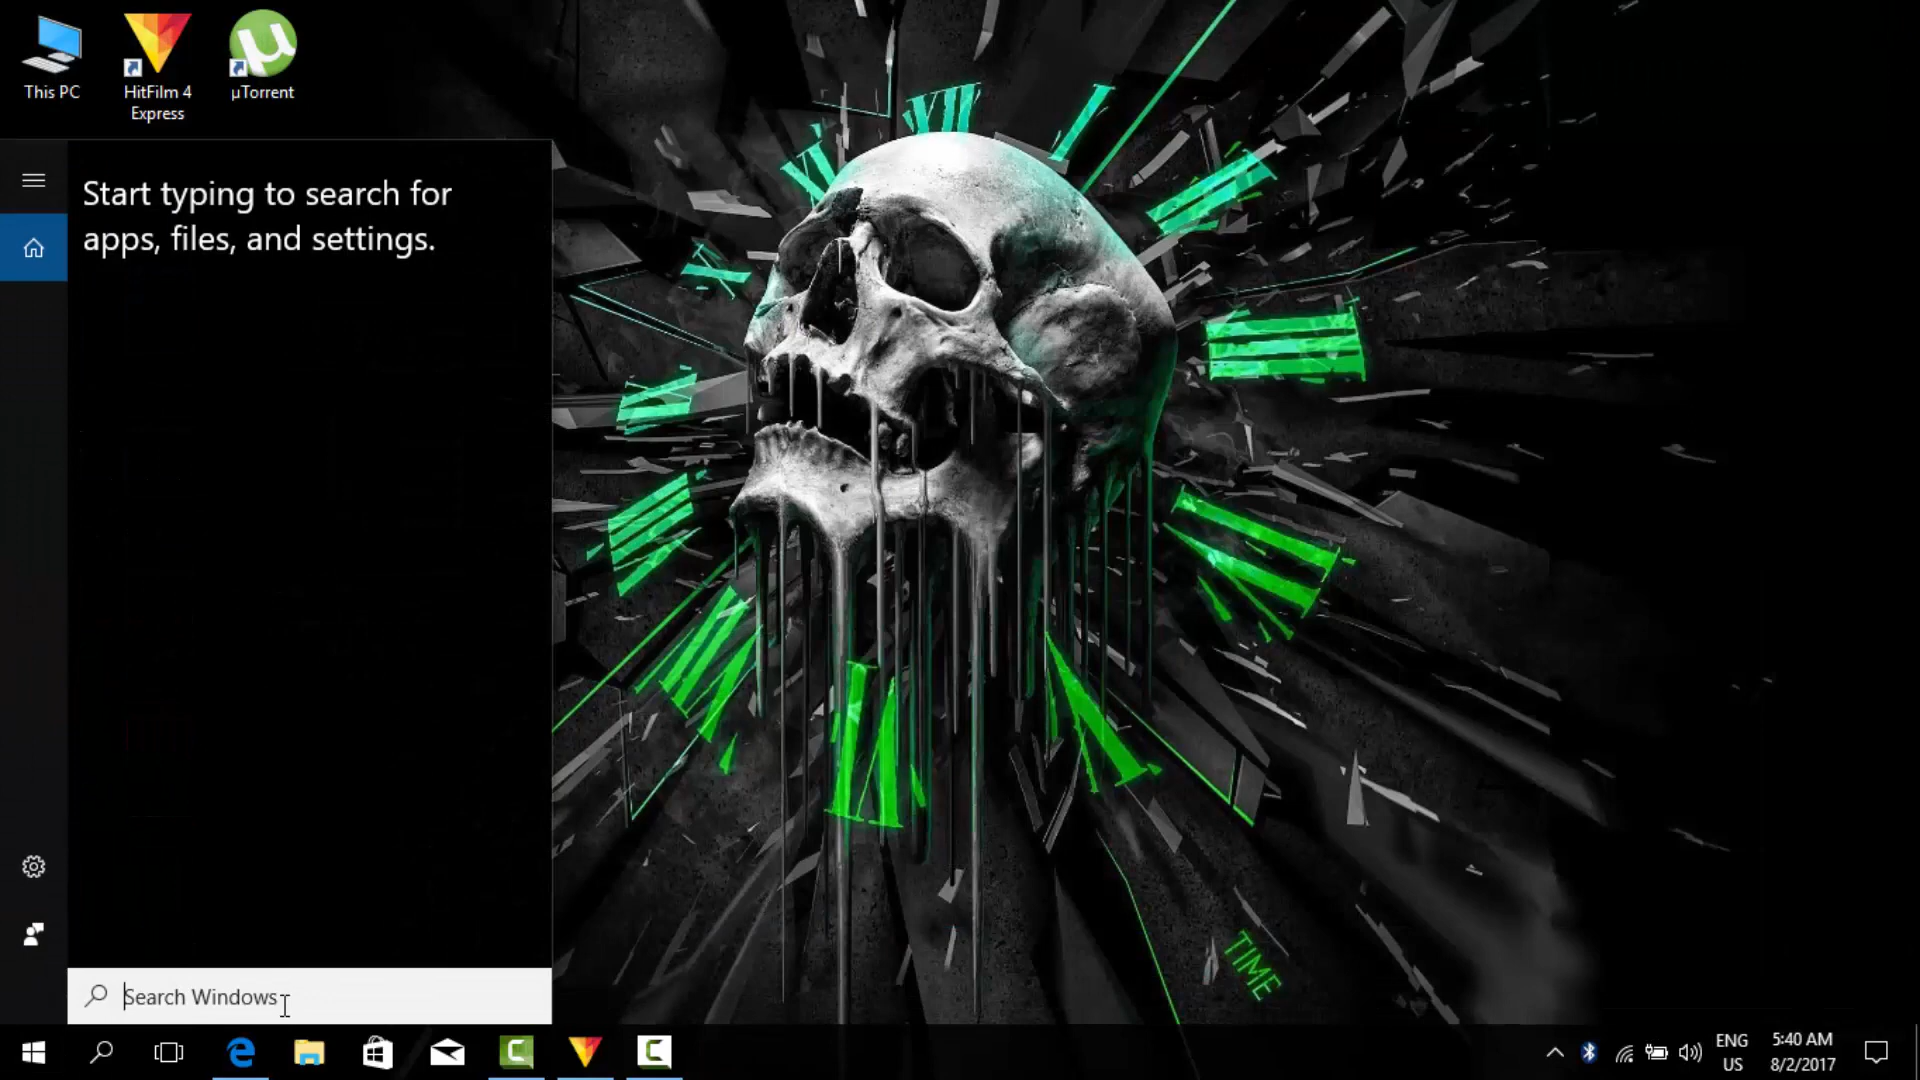 This PC
HitFilm 4
Express
µTorrent
Start typing to search for
apps, files, and settings.
VII
TIME
Search Windows
ENG
US
5:40 AM
8/2/2017